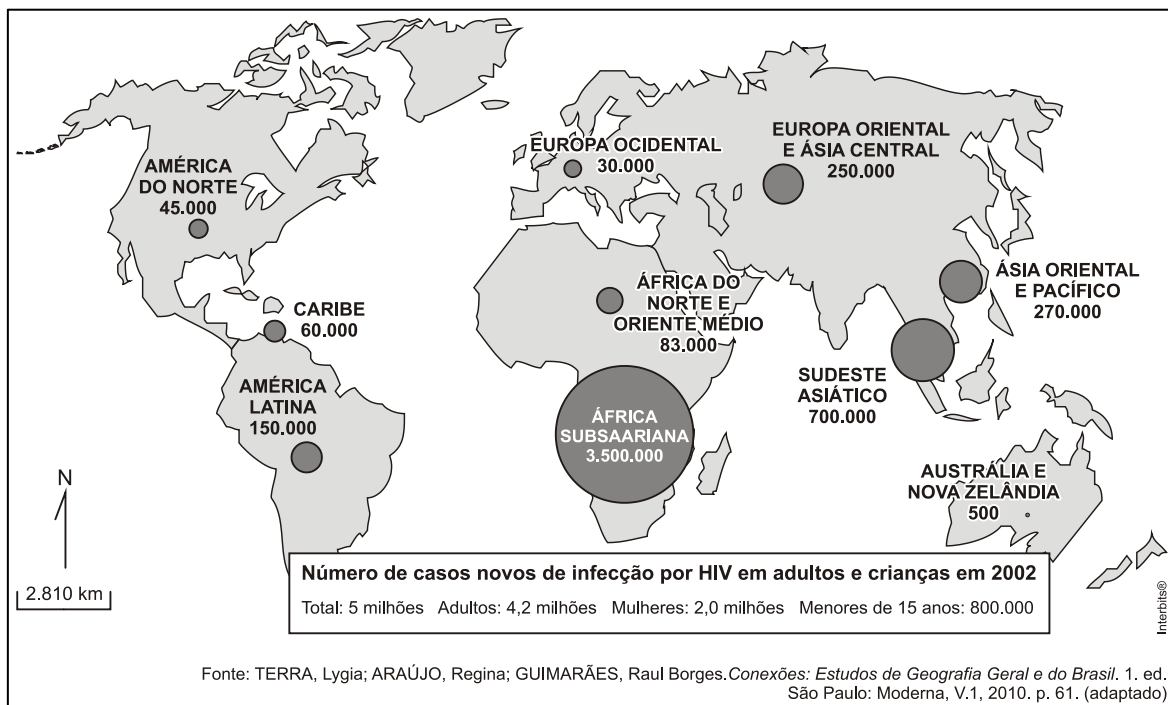 AMÉRICA
DO NORTE
45.000
EUROPA OCIDENTAL
30.000
EUROPA ORIENTAL
E ÁSIA CENTRAL
250.000
CARIBE
60.000
ÁFRICA DO
NORTE E
ORIENTE MÉDIO
83.000
ÁSIA ORIENTAL
E PACÍFICO
270.000
AMÉRICA
LATINA
150.000
ÁFRICA
SUBSAARIANA
3.500.000
SUDESTE
ASIÁTICO
700.000
AUSTRÁLIA E
NOVA ZELÂNDIA
500
N
2.810 km
Número de casos novos de infecção por HIV em adultos e crianças em 2002
Total: 5 milhões Adultos: 4,2 milhões Mulheres: 2,0 milhões Menores de 15 anos: 800.000
Interbits®
Fonte: TERRA, Lygia; ARAÚJO, Regina; GUIMARÃES, Raul Borges.Conexões: Estudos de Geografia Geral e do Brasil. 1. ed.
São Paulo: Moderna, V.1, 2010. p. 61. (adaptado)